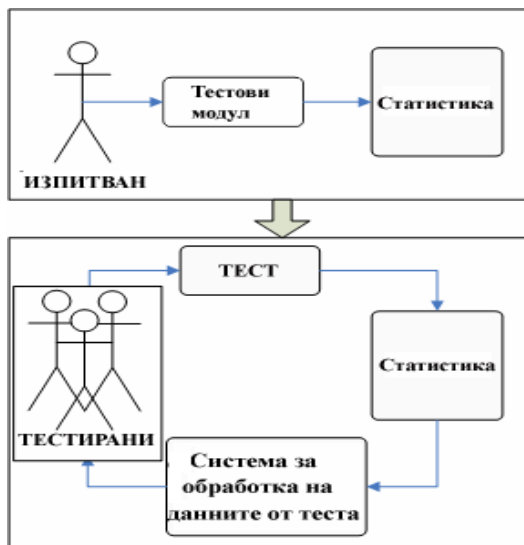 Тестови
модул
Статистика
ИЗПИТВАН
ТЕСТ
Статистика
ТЕСТИРАНИ
Система за
обработка на
данните от теста